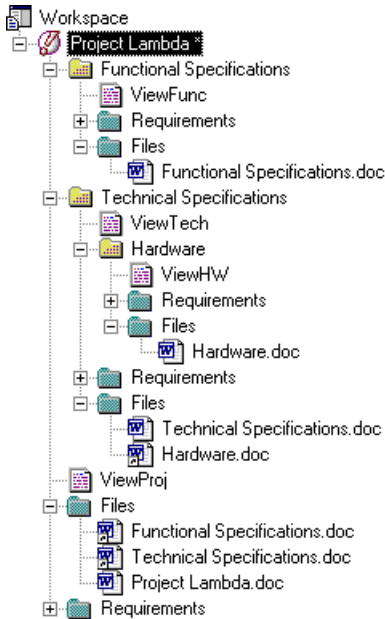 Workspace
Project Lambda *
Functional Specifications
ViewFunc
Requirements
Files
Functional Specifications.doc
Technical Specifications
ViewTech
Hardware
ViewHW
Requirements
Files
Hardware.doc
Requirements
Files
Technical Specifications.doc
Hardware.doc
ViewProj
Files
Functional Specifications.doc
Technical Specifications.doc
Project Lambda.doc
Requirements